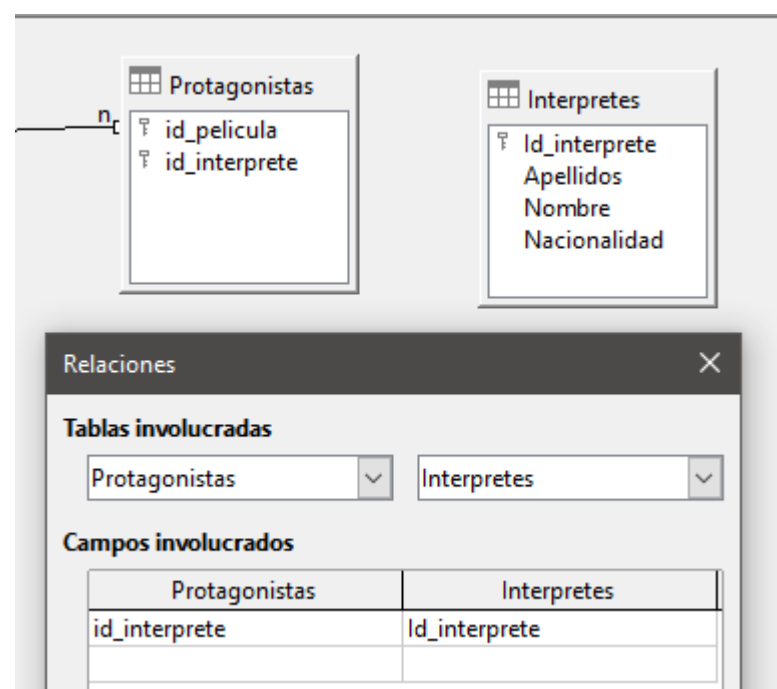 Protagonistas
n
id_pelicula
id_interprete
Interpretes
Id_interprete
Apellidos
Nombre
Nacionalidad
Relaciones
Tablas involucradas
Protagonistas Interpretes
Campos involucrados
Protagonistas Interpretes
id_interprete Id_interprete